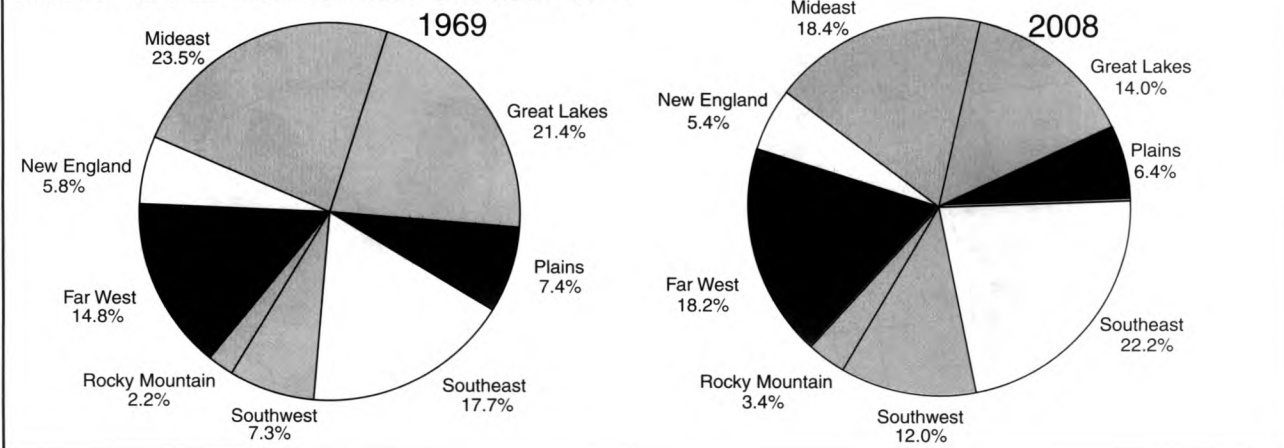 1969
Mideast
23.5%
Great Lakes
21.4%
New England
5.8%
Plains
7.4%
Far West
14.8%
Southeast
17.7%
Rocky Mountain
2.2%
Southwest
7.3%
2008
Mideast
18.4%
Great Lakes
14.0%
New England
5.4%
Plains
6.4%
Far West
18.2%
Southeast
22.2%
Rocky Mountain
3.4%
Southwest
12.0%